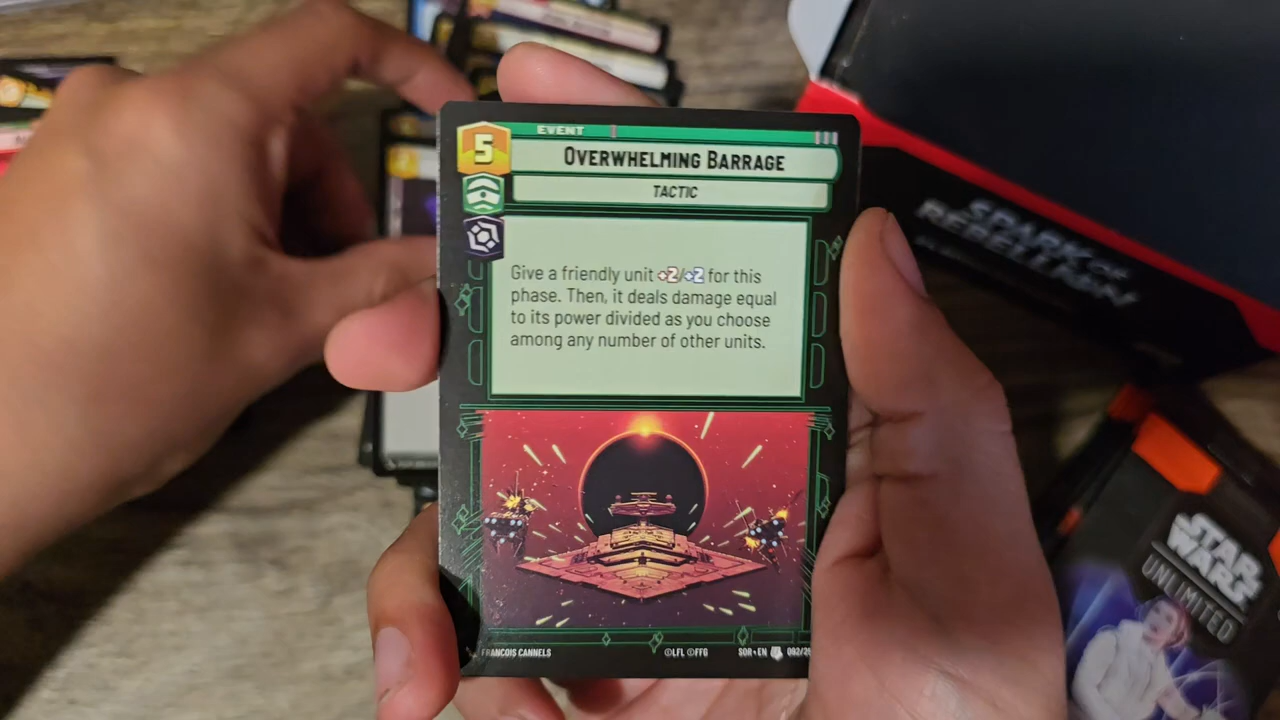 EVENT
5
OVERWHELMING BARRAGE
TACTIC
Give a friendly unit +2/+2 for this
phase. Then, it deals damage equal
to its power divided as you choose
among any number of other units.
FRANCOIS CANNELS
©LFL ©FFG
SOR • EN
092/2
SPARK OF
REBELLION
STAR
WARS
UNLIMITED